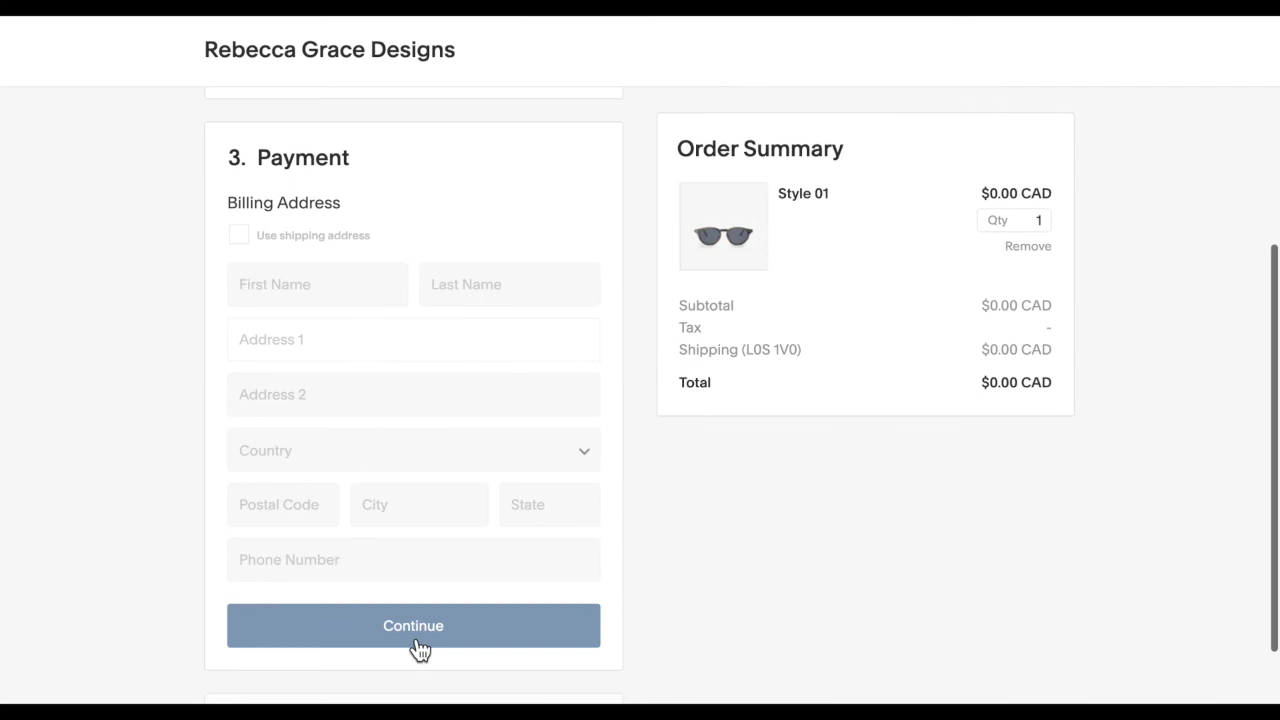 Rebecca Grace Designs
3. Payment
Billing Address
Use shipping address
First Name
Last Name
Address 1
Address 2
Country
Postal Code
City
State
Phone Number
Continue
Order Summary
Style 01
$0.00 CAD
Qty 1
Remove
Subtotal $0.00 CAD
Tax -
Shipping (L0S 1V0) $0.00 CAD
Total $0.00 CAD